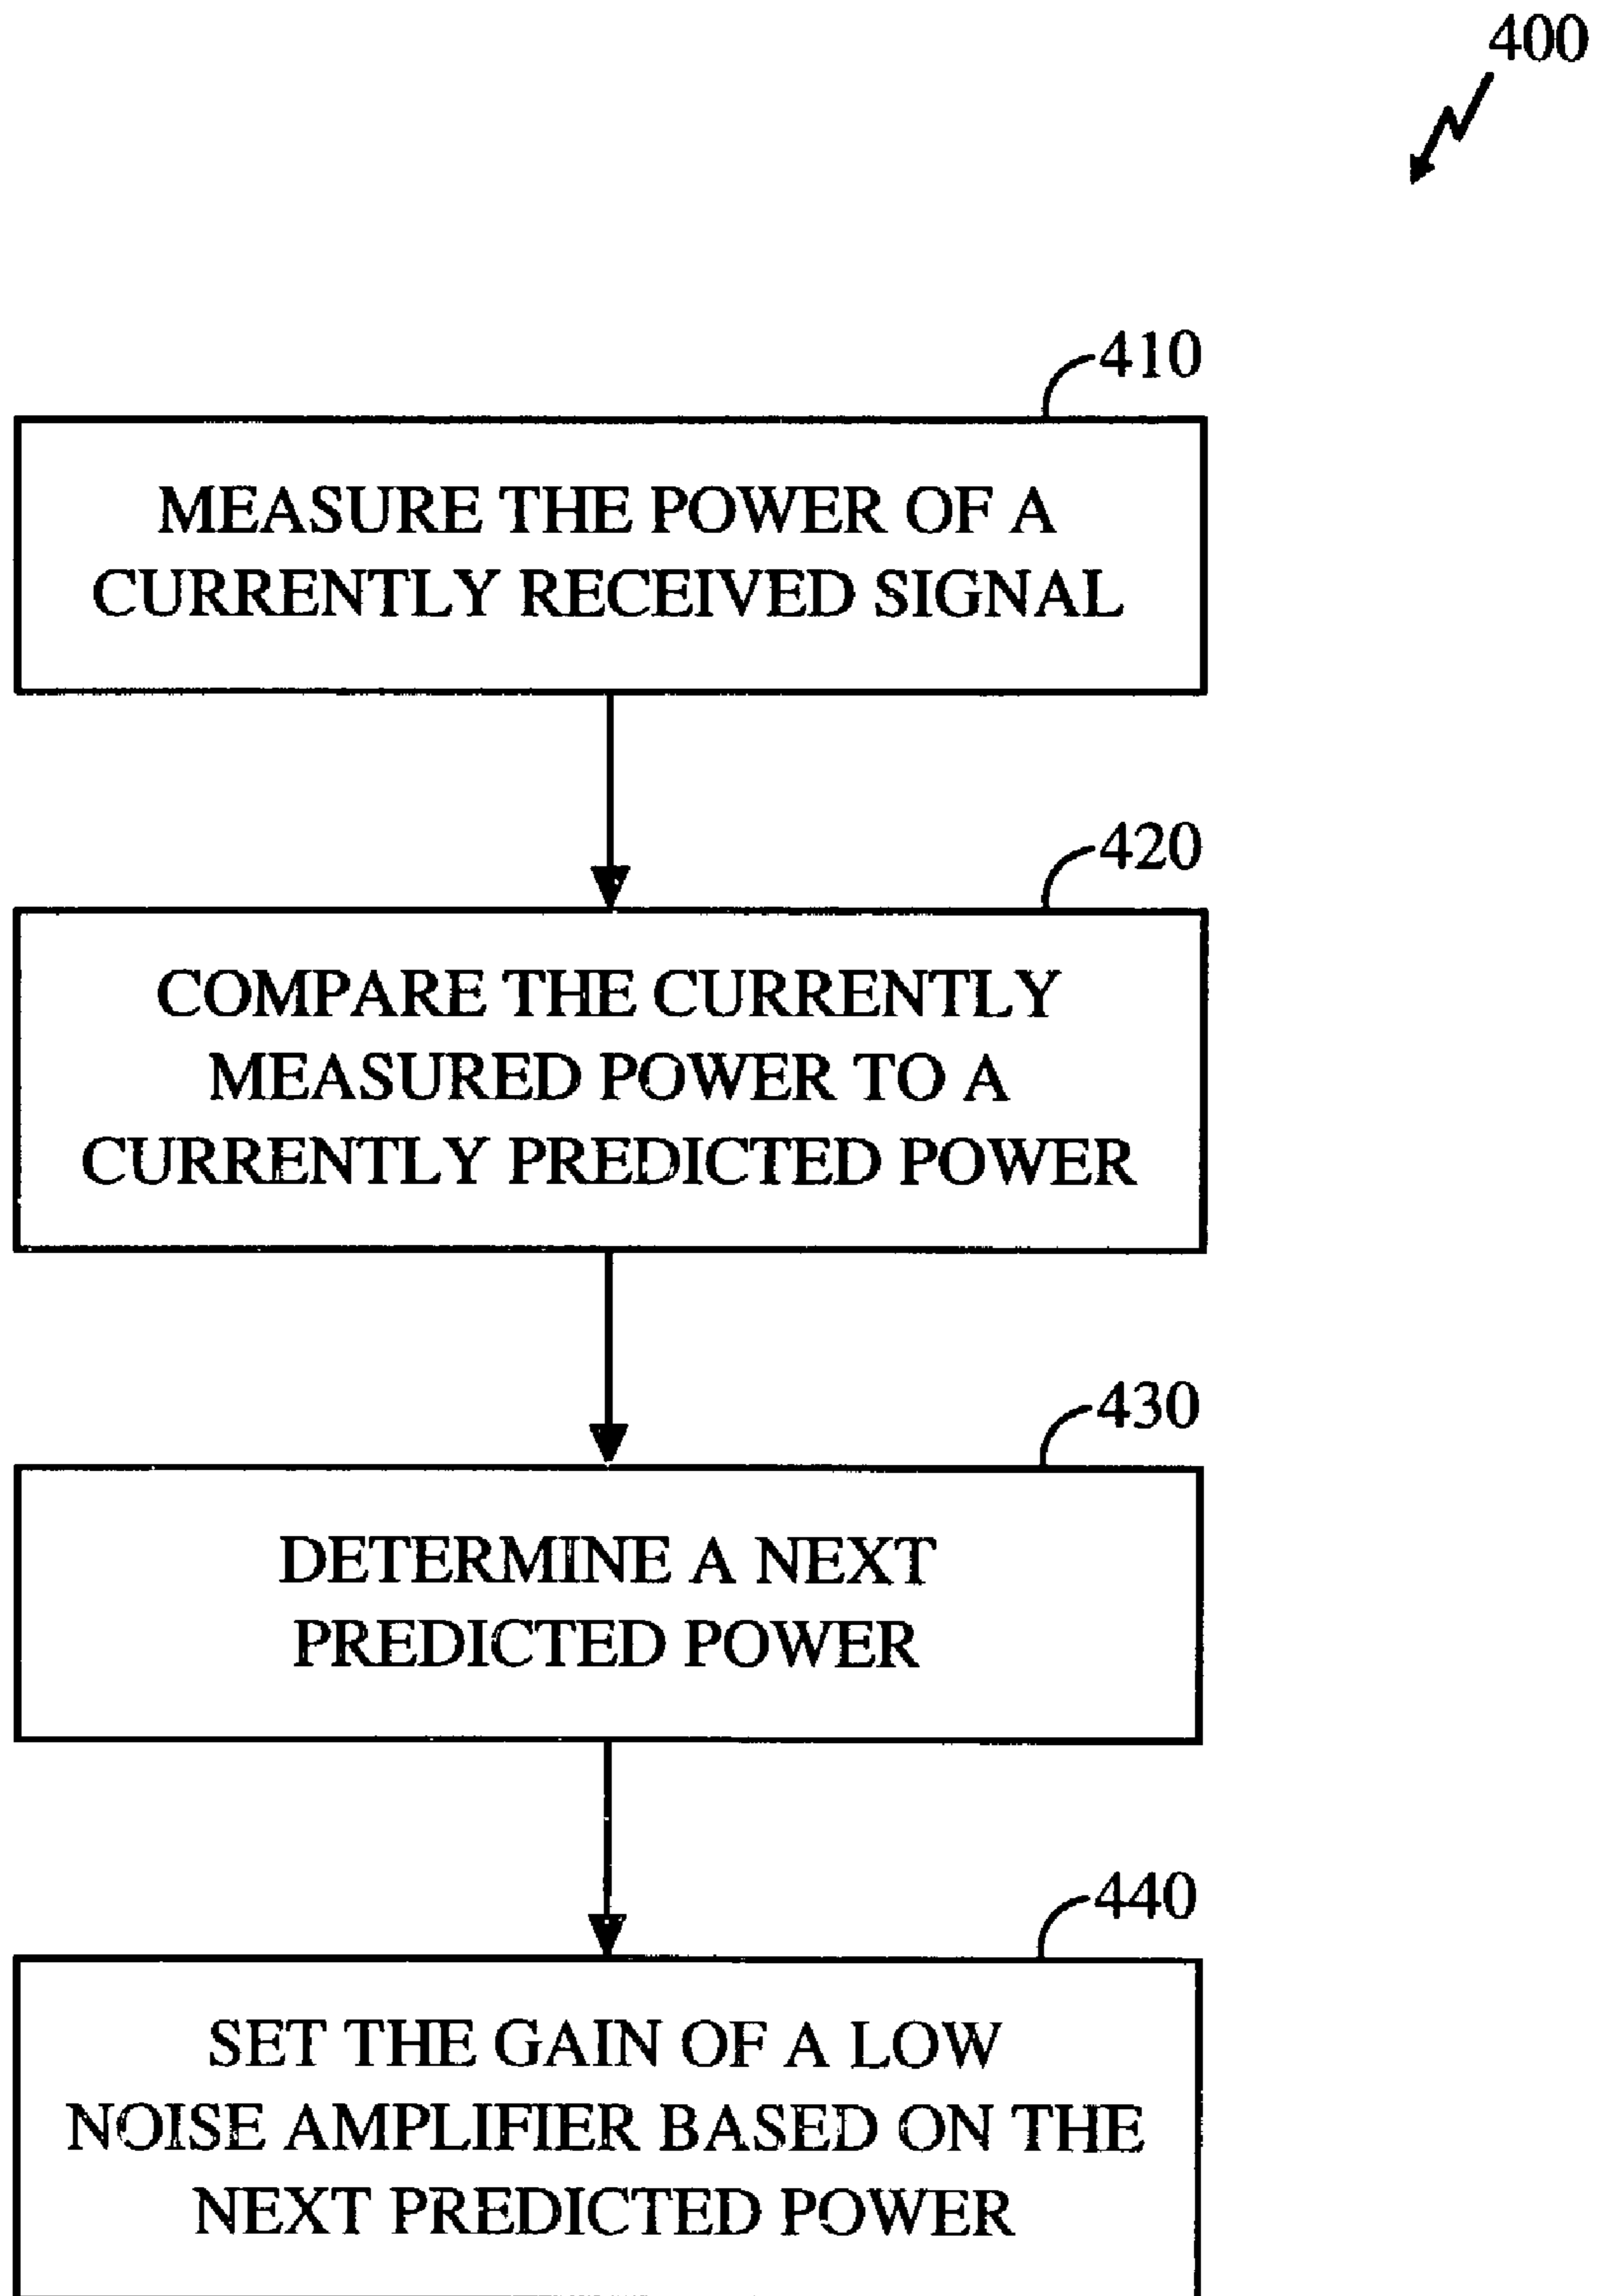 400
410
MEASURE THE POWER OF A
CURRENTLY RECEIVED SIGNAL
420
COMPARE THE CURRENTLY
MEASURED POWER TO A
CURRENTLY PREDICTED POWER
430
DETERMINE A NEXT
PREDICTED POWER
440
SET THE GAIN OF A LOW
NOISE AMPLIFIER BASED ON THE
NEXT PREDICTED POWER